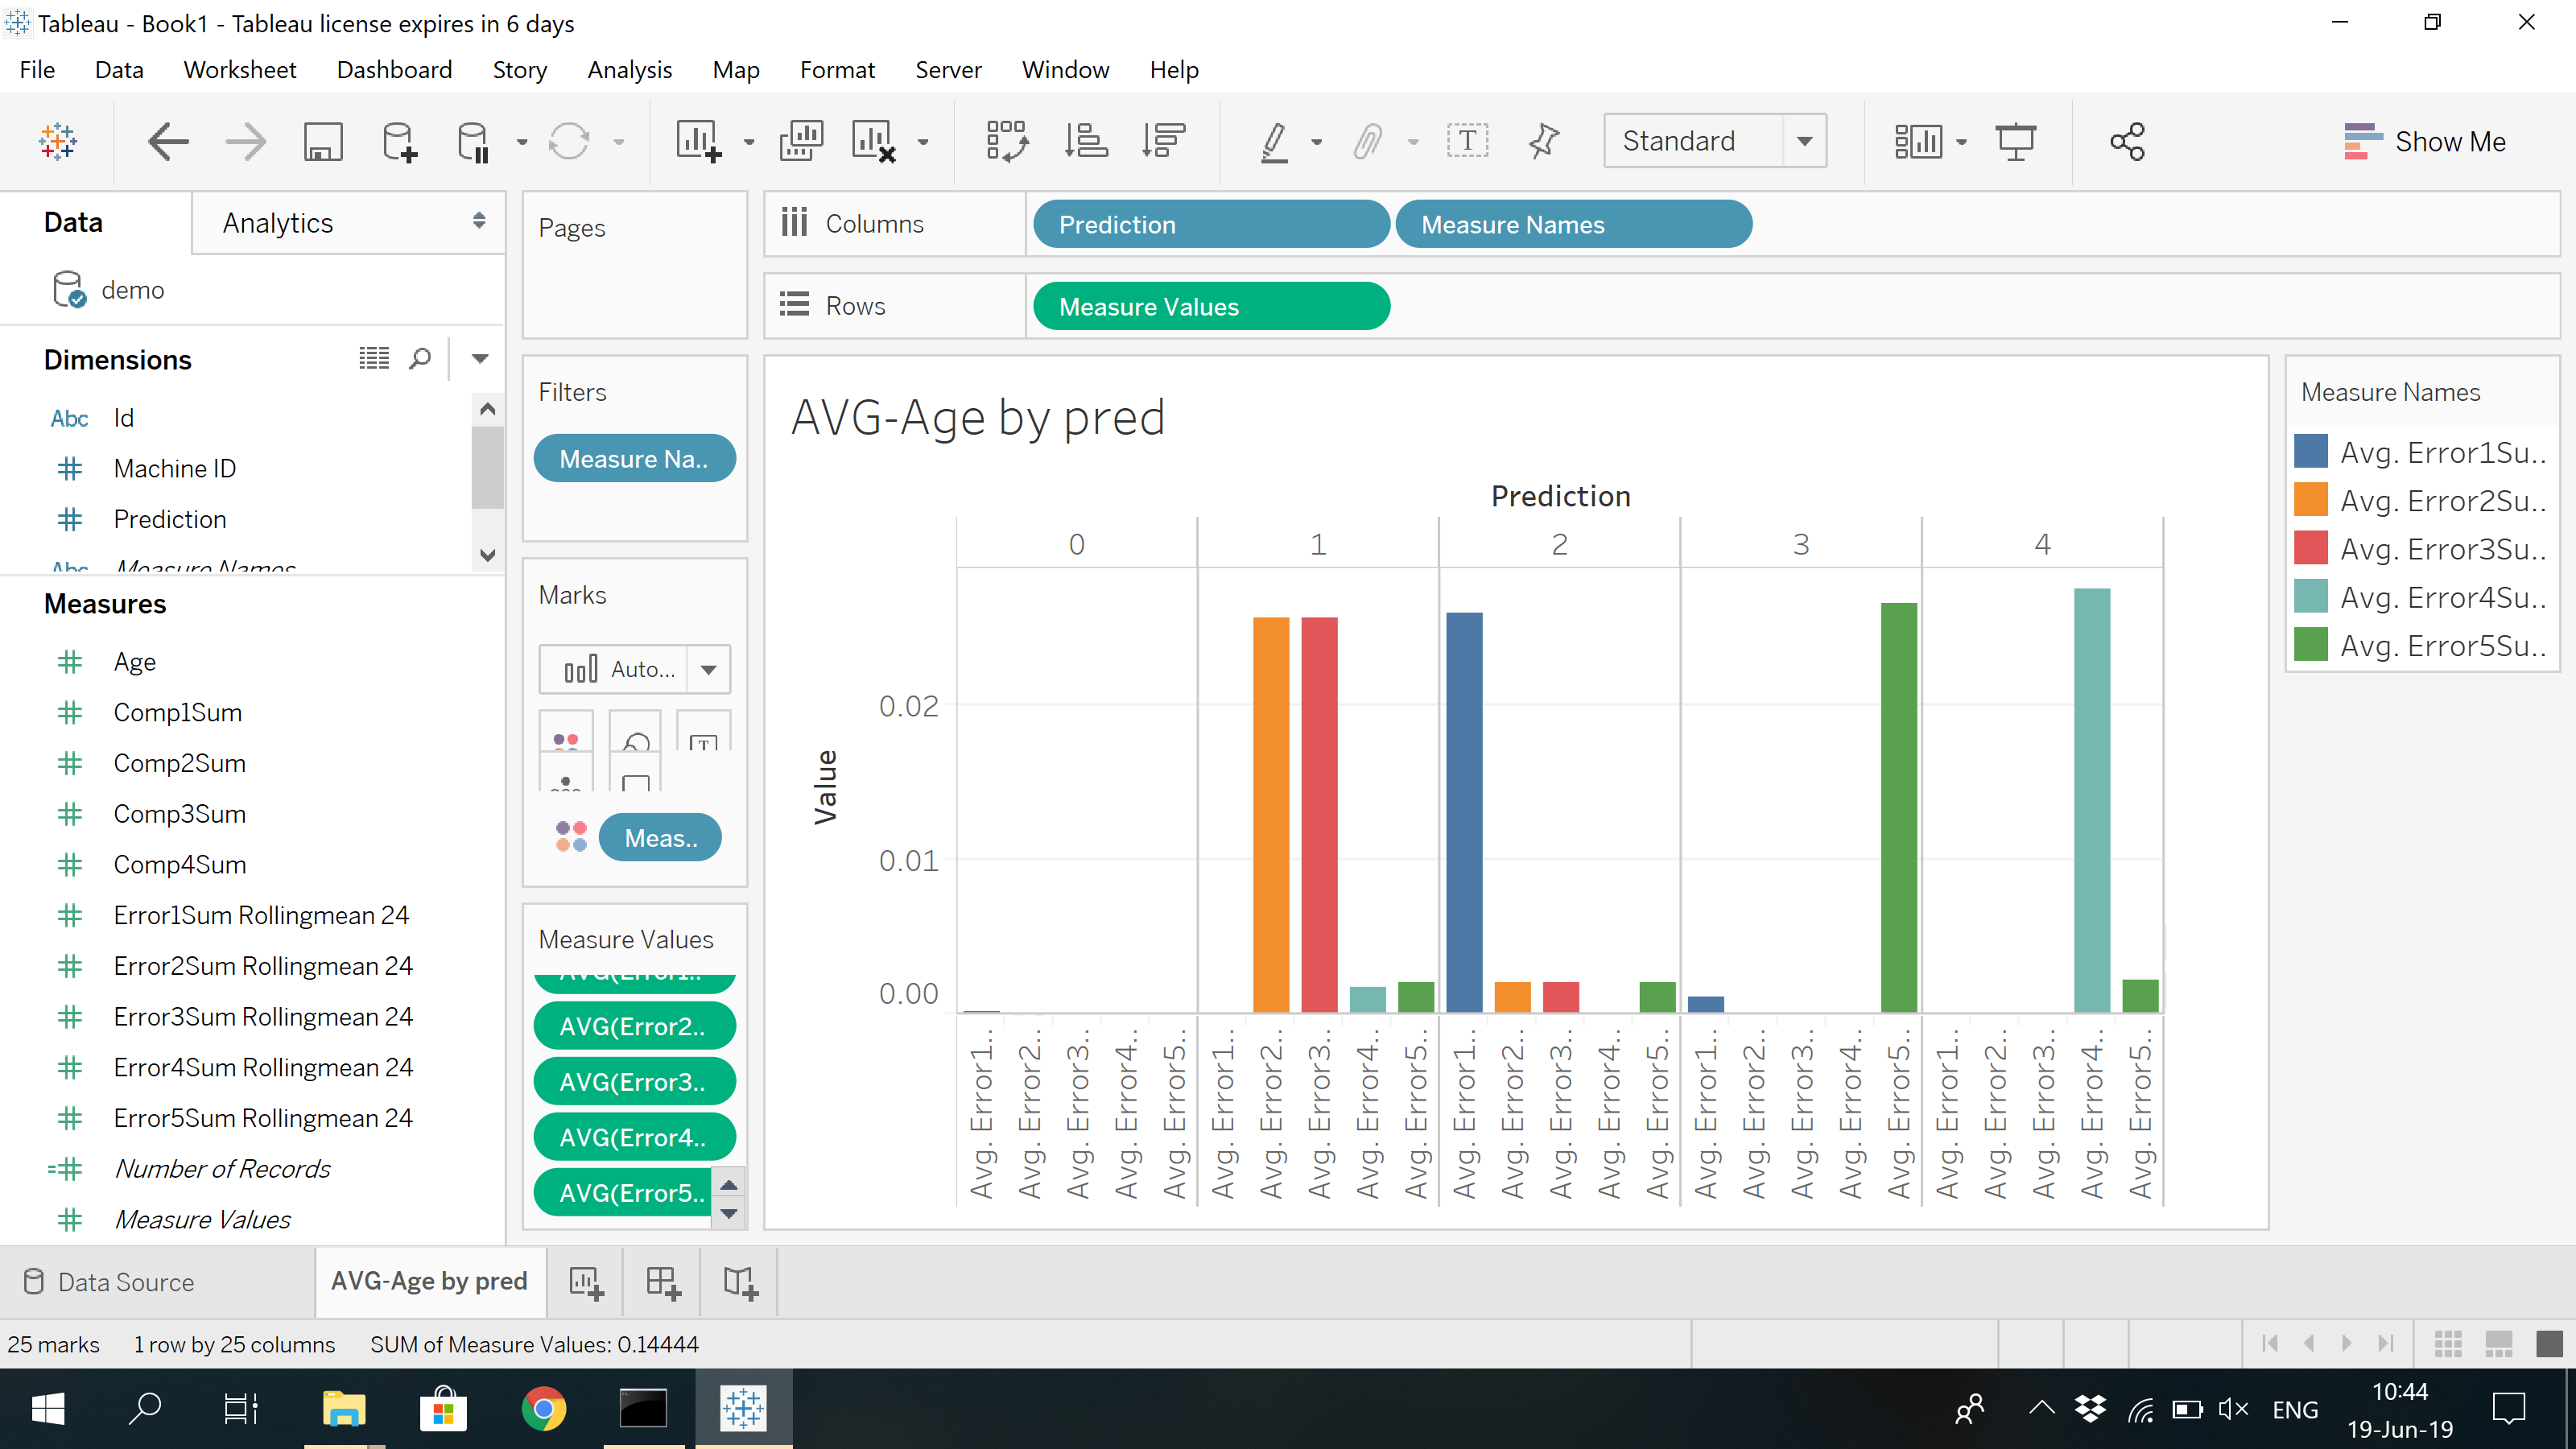 Tableau - Book1 - Tableau license expires in 6 days
File Data Worksheet Dashboard Story Analysis Map Format Server Window Help
Standard
Show Me
Data
Analytics
demo
Dimensions
Abc Id
Machine ID
Prediction
Abc Measure Names
Measures
Age
Comp1Sum
Comp2Sum
Comp3Sum
Comp4Sum
Error1Sum Rollingmean 24
Error2Sum Rollingmean 24
Error3Sum Rollingmean 24
Error4Sum Rollingmean 24
Error5Sum Rollingmean 24
Number of Records
Measure Values
Pages
Filters
Measure Na..
Marks
Auto...
Meas..
Measure Values
AVG(Error1..
AVG(Error2..
AVG(Error3..
AVG(Error4..
AVG(Error5..
Columns
Prediction
Measure Names
Rows
Measure Values
AVG-Age by pred
Prediction
0 1 2 3 4
Value
0.02
0.01
0.00
Avg. Error1..
Avg. Error2..
Avg. Error3..
Avg. Error4..
Avg. Error5..
Avg. Error1..
Avg. Error2..
Avg. Error3..
Avg. Error4..
Avg. Error5..
Avg. Error1..
Avg. Error2..
Avg. Error3..
Avg. Error4..
Avg. Error5..
Avg. Error1..
Avg. Error2..
Avg. Error3..
Avg. Error4..
Avg. Error5..
Avg. Error1..
Avg. Error2..
Avg. Error3..
Avg. Error4..
Avg. Error5..
Measure Names
Avg. Error1Su..
Avg. Error2Su..
Avg. Error3Su..
Avg. Error4Su..
Avg. Error5Su..
Data Source
AVG-Age by pred
25 marks 1 row by 25 columns SUM of Measure Values: 0.14444
ENG
10:44
19-Jun-19